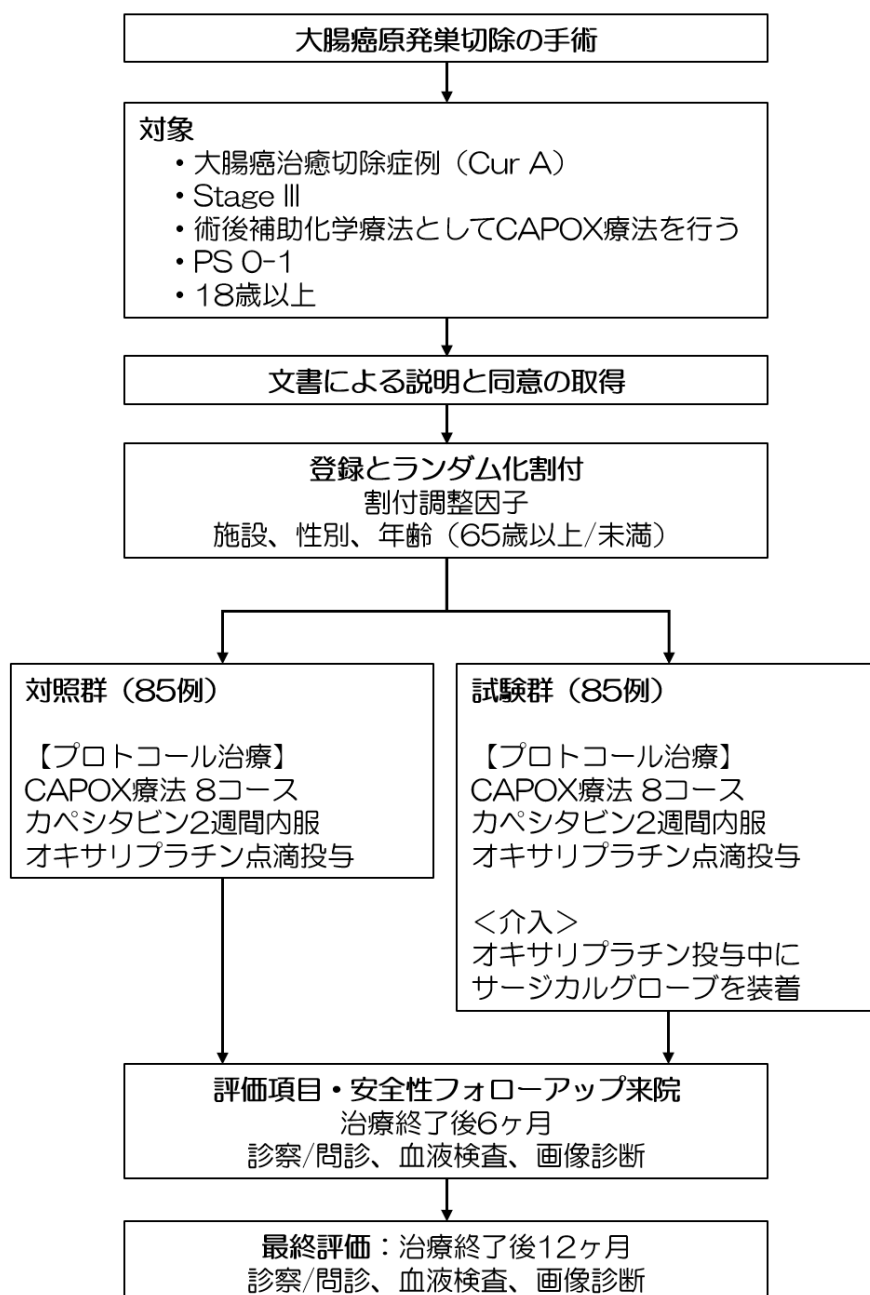 大腸癌原発巣切除の手術
対象
・大腸癌治癒切除症例（Cur A）
・Stage Ⅲ
・術後補助化学療法としてCAPOX療法を行う
・PS 0-1
・18歳以上
文書による説明と同意の取得
登録とランダム化割付
割付調整因子
施設、性別、年齢（65歳以上/未満）
対照群（85例）
【プロトコール治療】
CAPOX療法 8コース
カペシタビン2週間内服
オキサリプラチン点滴投与
試験群（85例）
【プロトコール治療】
CAPOX療法 8コース
カペシタビン2週間内服
オキサリプラチン点滴投与
＜介入＞
オキサリプラチン投与中に
サージカルグローブを装着
評価項目・安全性フォローアップ来院
治療終了後6ヶ月
診察/問診、血液検査、画像診断
最終評価：治療終了後12ヶ月
診察/問診、血液検査、画像診断